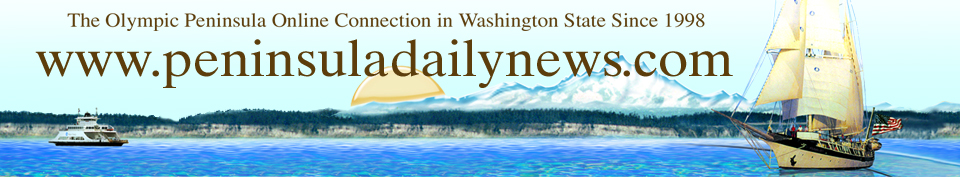 The Olympic Peninsula Online Connection in Washington State Since 1998
www.peninsuladailynews.com